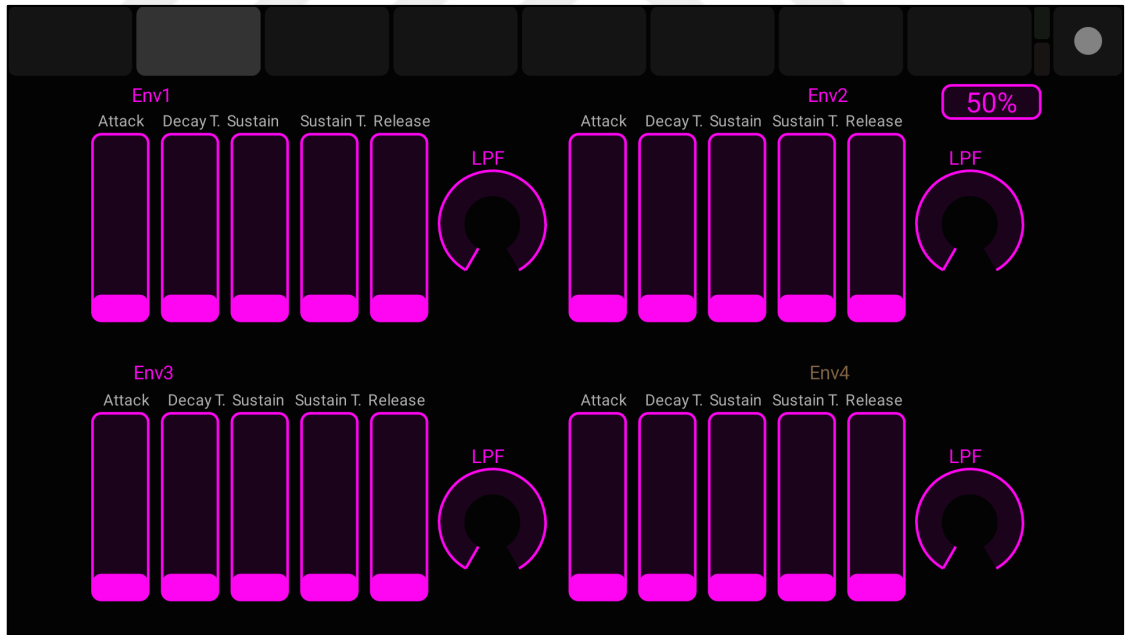 Env1
Env2
50%
Attack Decay T. Sustain Sustain T. Release
Attack Decay T. Sustain Sustain T. Release
LPF
LPF
Env3
Env4
Attack Decay T. Sustain Sustain T. Release
Attack Decay T. Sustain Sustain T. Release
LPF
LPF